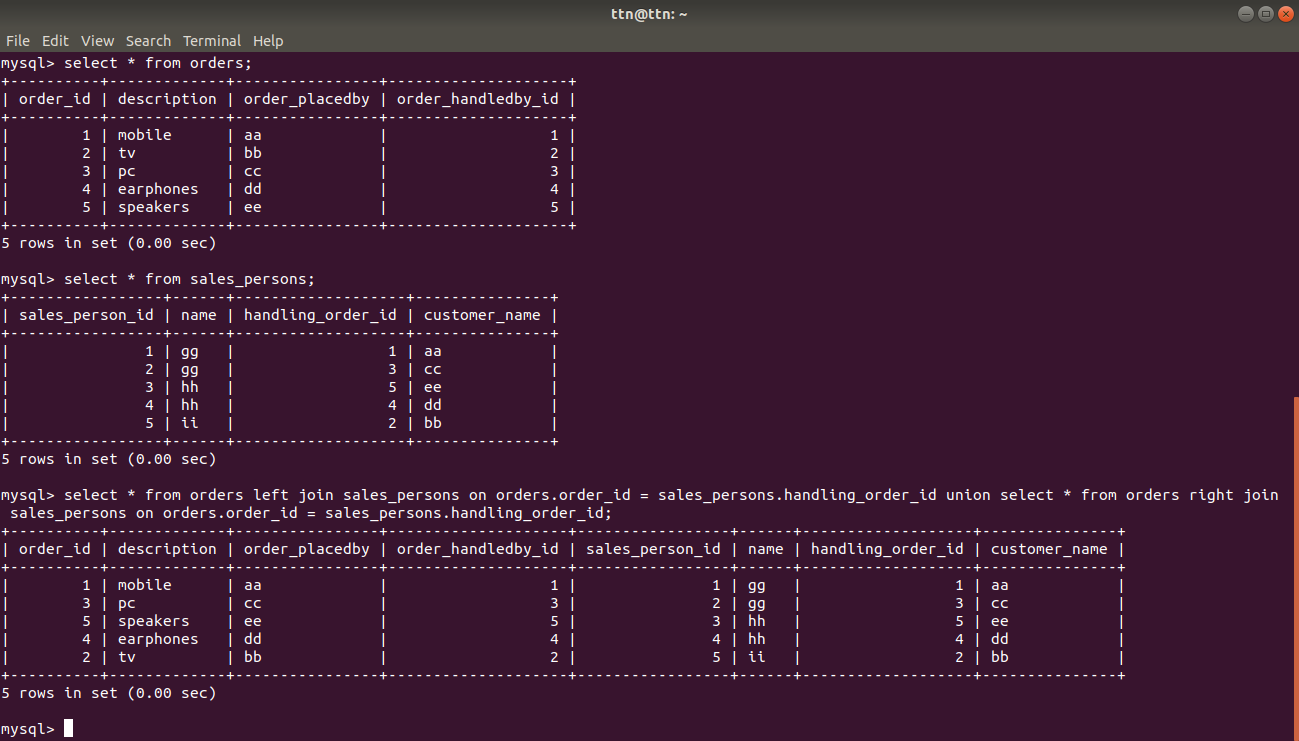 ttn@ttn: ~
File Edit View Search Terminal Help
mysql> select * from orders;
+----------+-------------+----------------+--------------------+
| order_id | description | order_placedby | order_handledby_id |
+----------+-------------+----------------+--------------------+
|        1 | mobile      | aa             |                  1 |
|        2 | tv          | bb             |                  2 |
|        3 | pc          | cc             |                  3 |
|        4 | earphones   | dd             |                  4 |
|        5 | speakers    | ee             |                  5 |
+----------+-------------+----------------+--------------------+
5 rows in set (0.00 sec)

mysql> select * from sales_persons;
+-----------------+------+-------------------+---------------+
| sales_person_id | name | handling_order_id | customer_name |
+-----------------+------+-------------------+---------------+
|               1 | gg   |                 1 | aa            |
|               2 | gg   |                 3 | cc            |
|               3 | hh   |                 5 | ee            |
|               4 | hh   |                 4 | dd            |
|               5 | ii   |                 2 | bb            |
+-----------------+------+-------------------+---------------+
5 rows in set (0.00 sec)

mysql> select * from orders left join sales_persons on orders.order_id = sales_persons.handling_order_id union select * from orders right join
 sales_persons on orders.order_id = sales_persons.handling_order_id;
+----------+-------------+----------------+--------------------+-----------------+------+-------------------+---------------+
| order_id | description | order_placedby | order_handledby_id | sales_person_id | name | handling_order_id | customer_name |
+----------+-------------+----------------+--------------------+-----------------+------+-------------------+---------------+
|        1 | mobile      | aa             |                  1 |               1 | gg   |                 1 | aa            |
|        3 | pc          | cc             |                  3 |               2 | gg   |                 3 | cc            |
|        5 | speakers    | ee             |                  5 |               3 | hh   |                 5 | ee            |
|        4 | earphones   | dd             |                  4 |               4 | hh   |                 4 | dd            |
|        2 | tv          | bb             |                  2 |               5 | ii   |                 2 | bb            |
+----------+-------------+----------------+--------------------+-----------------+------+-------------------+---------------+
5 rows in set (0.00 sec)

mysql>